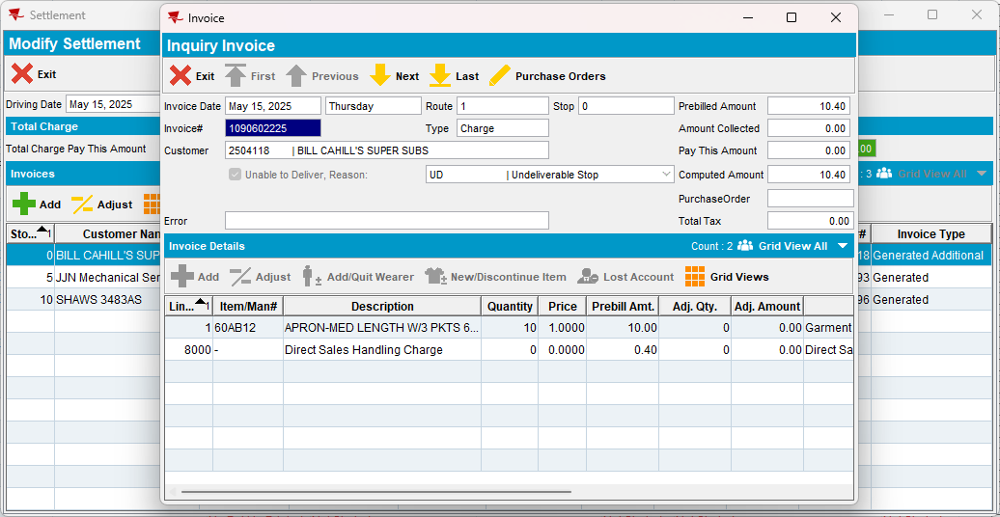 Settlement
Modify Settlement
Exit
Driving Date May 15, 2025
Total Charge
Total Charge Pay This Amount
.00
Invoices
: 3 Grid View All
Add Adjust
Sto... 1 Customer Nan # Invoice Type
0 BILL CAHILL'S SUP 18 Generated Additional
5 JJN Mechanical Ser 93 Generated
10 SHAWS 3483AS 96 Generated
Invoice
Inquiry Invoice
Exit First Previous Next Last Purchase Orders
Invoice Date May 15, 2025 Thursday Route 1 Stop 0 Prebilled Amount 10.40
Invoice# 1090602225 Type Charge Amount Collected 0.00
Customer 2504118 | BILL CAHILL'S SUPER SUBS Pay This Amount 0.00
Unable to Deliver, Reason: UD | Undeliverable Stop Computed Amount 10.40
PurchaseOrder
Error Total Tax 0.00
Invoice Details Count : 2 Grid View All
Add Adjust Add/Quit Wearer New/Discontinue Item Lost Account Grid Views
Lin... 1 Item/Man# Description Quantity Price Prebill Amt. Adj. Qty. Adj. Amount
1 60AB12 APRON-MED LENGTH W/3 PKTS 6... 10 1.0000 10.00 0 0.00 Garment
8000 - Direct Sales Handling Charge 0 0.0000 0.40 0 0.00 Direct Sa